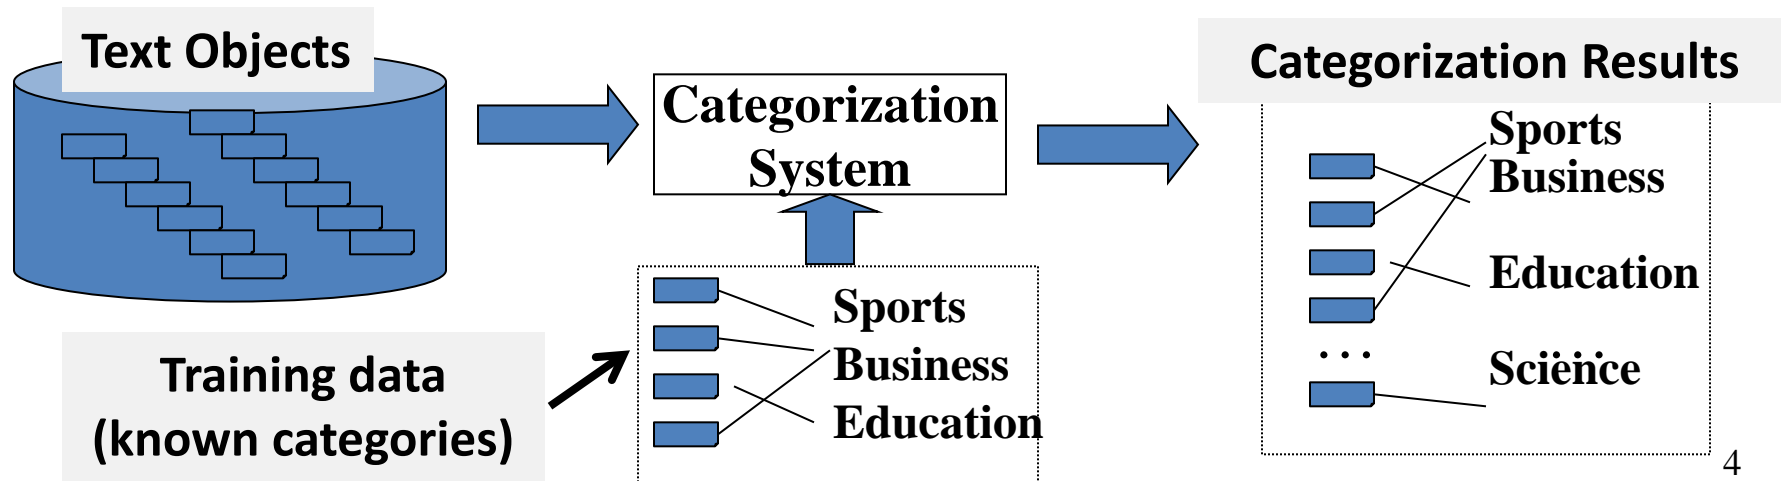 Text Objects
Categorization
System
Categorization Results
Sports
Business
Education
. . .
Science
. . .
Training data
(known categories)
Sports
Business
Education
4